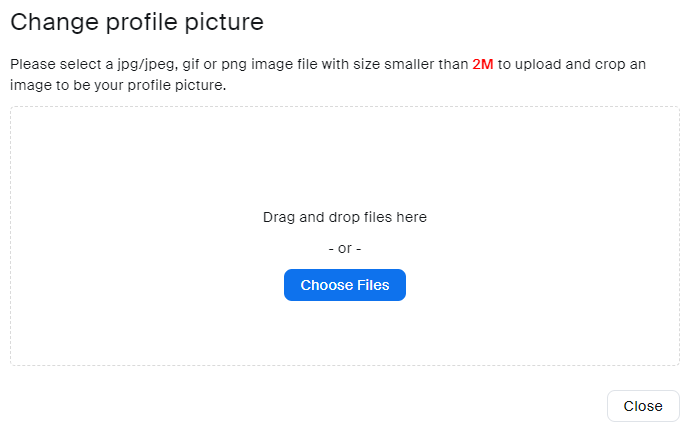 Change profile picture
Please select a jpg/jpeg, gif or png image file with size smaller than 2M to upload and crop an
image to be your profile picture.
Drag and drop files here
- or -
Choose Files
Close